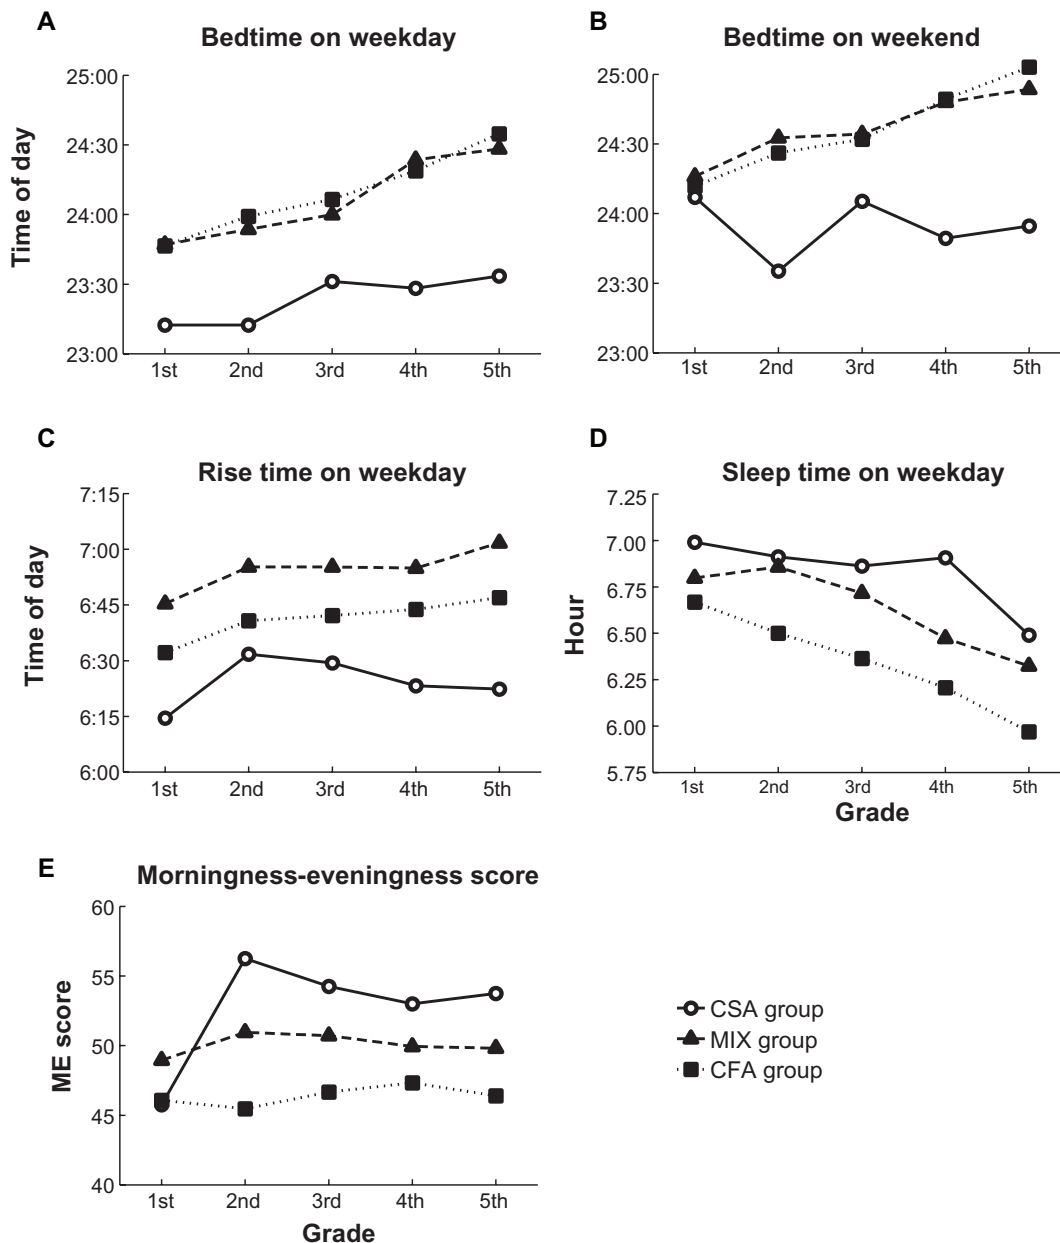 A
Bedtime on weekday
Time of day
25:00
24:30
24:00
23:30
23:00
1st 2nd 3rd 4th 5th
B
Bedtime on weekend
25:00
24:30
24:00
23:30
23:00
1st 2nd 3rd 4th 5th
C
Rise time on weekday
Time of day
7:15
7:00
6:45
6:30
6:15
6:00
1st 2nd 3rd 4th 5th
D
Sleep time on weekday
Hour
7.25
7.00
6.75
6.50
6.25
6.00
5.75
1st 2nd 3rd 4th 5th
Grade
E
Morningness-eveningness score
ME score
60
55
50
45
40
1st 2nd 3rd 4th 5th
Grade
CSA group
MIX group
CFA group